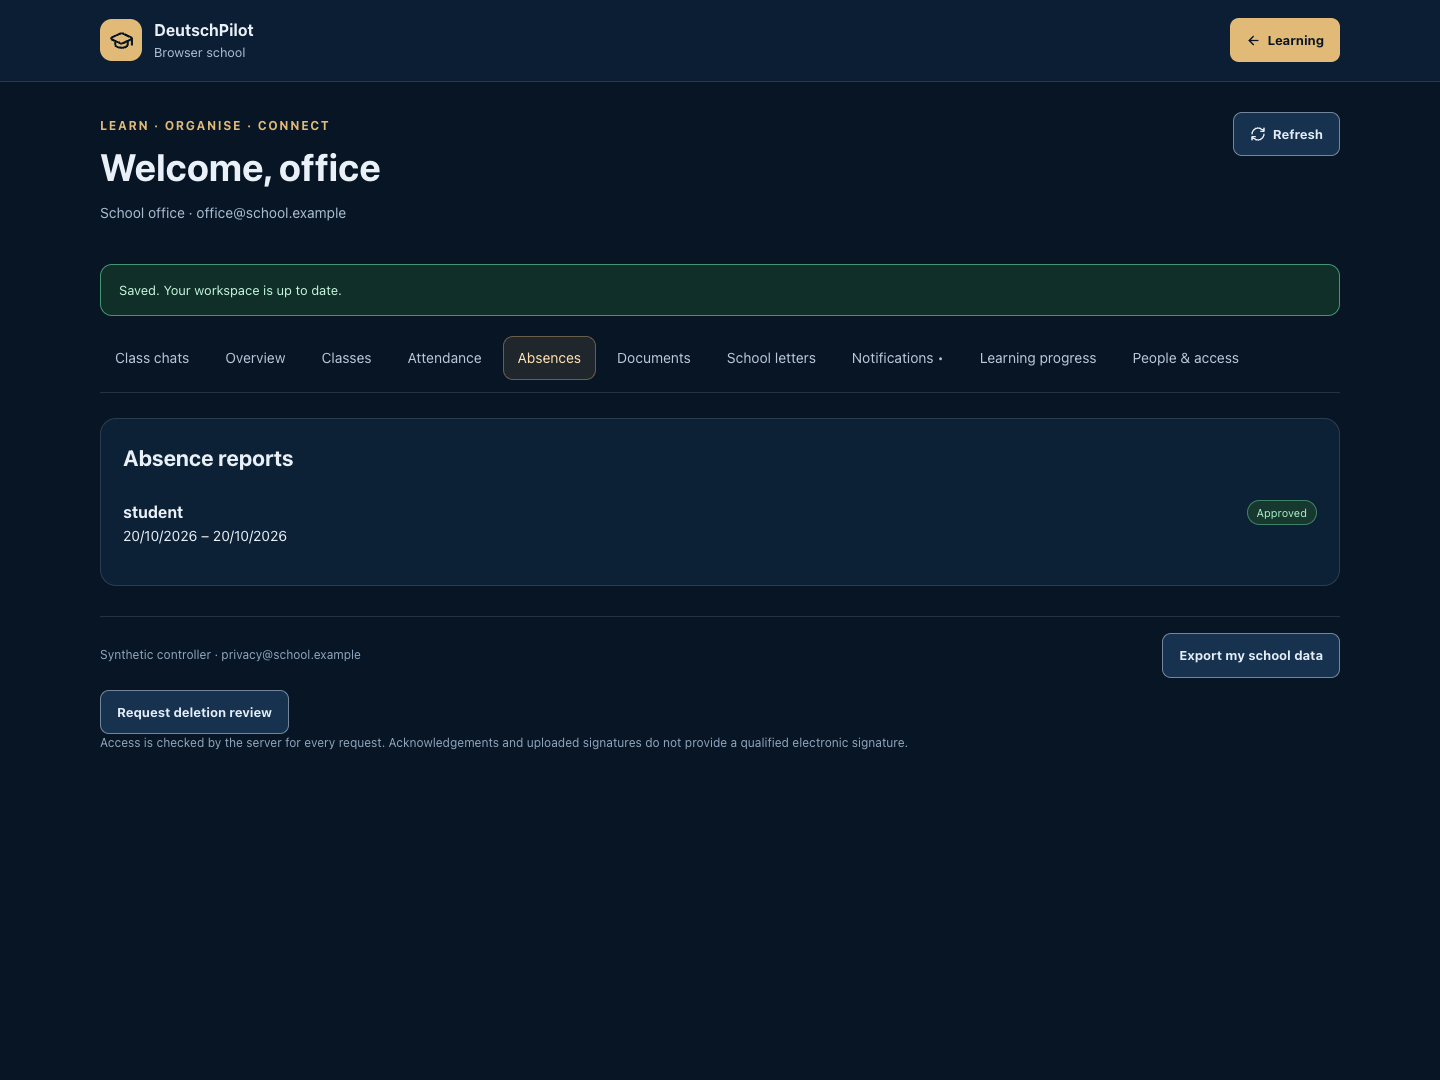 DeutschPilot
Browser school
← Learning
LEARN · ORGANISE · CONNECT
Welcome, office
School office · office@school.example
Refresh
Saved. Your workspace is up to date.
Class chats Overview Classes Attendance Absences Documents School letters Notifications • Learning progress People & access
Absence reports
student
Approved
20/10/2026 – 20/10/2026
Synthetic controller · privacy@school.example
Export my school data
Request deletion review
Access is checked by the server for every request. Acknowledgements and uploaded signatures do not provide a qualified electronic signature.